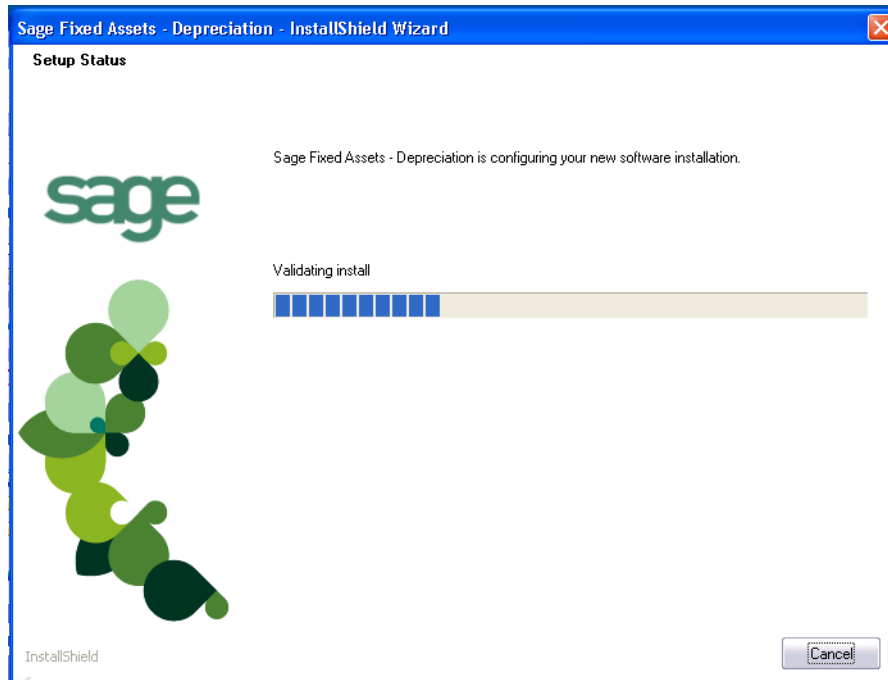 Sage Fixed Assets - Depreciation - InstallShield Wizard
Setup Status
Sage Fixed Assets - Depreciation is configuring your new software installation.
sage
Validating install
InstallShield
Cancel